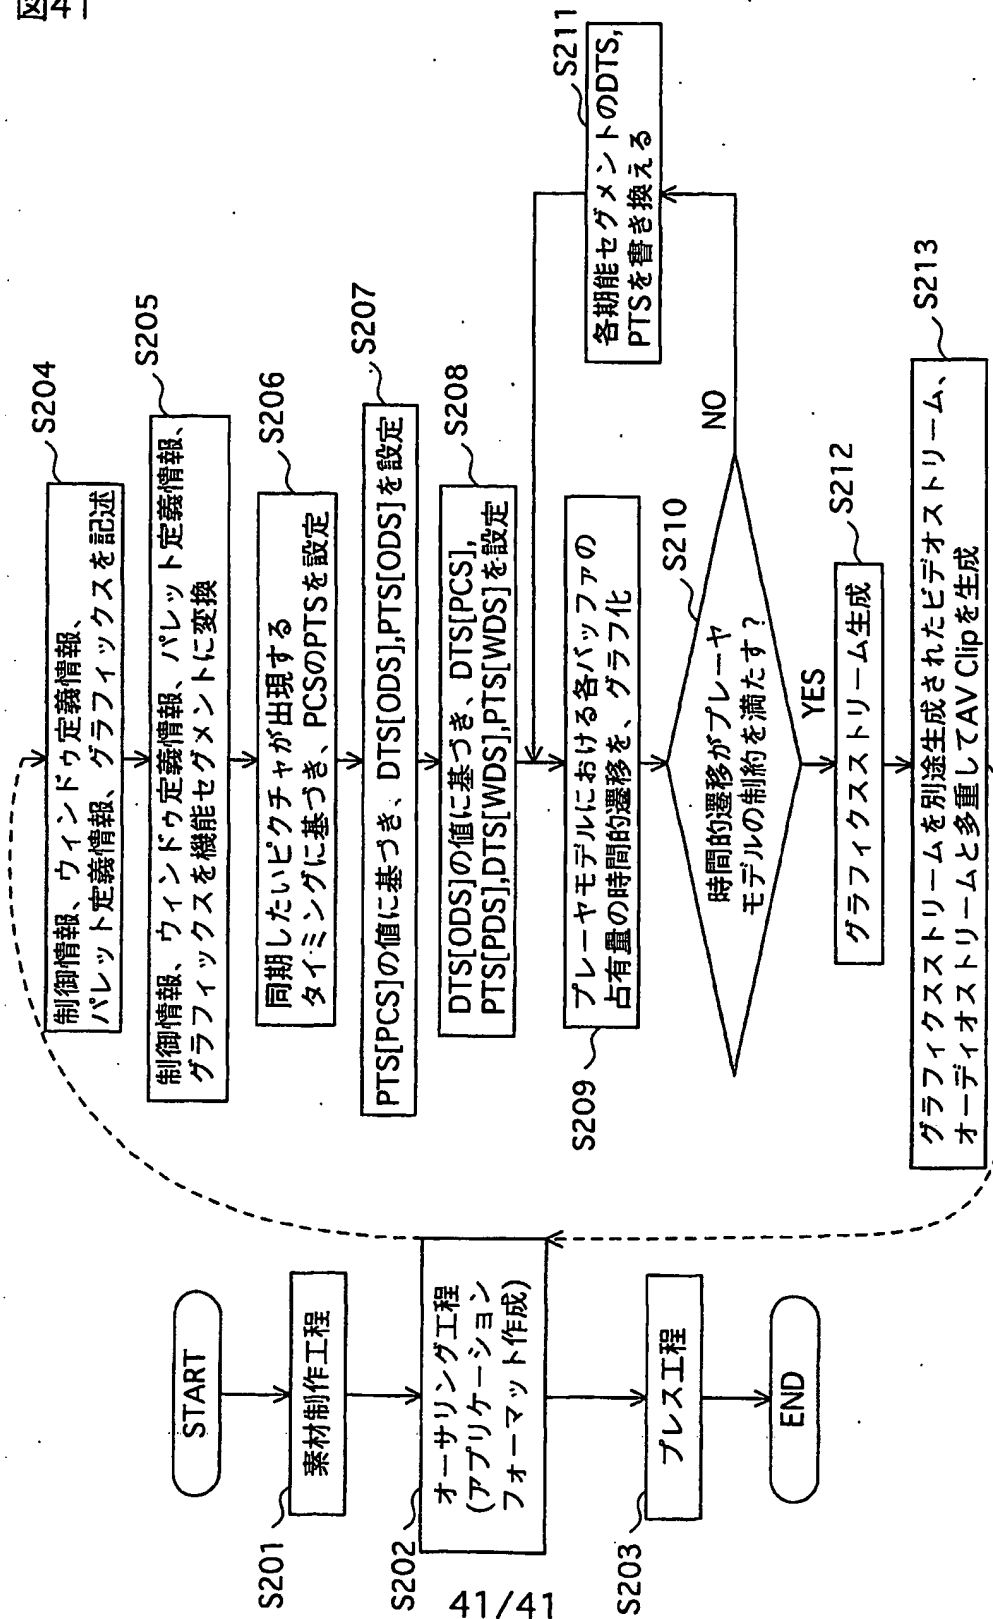 図41
START
S201
素材制作工程
S202
オーサリング工程
(アプリケーション
フォーマット作成)
S203
プレス工程
END
S204
制御情報、ウィンドゥ定義情報、
パレット定義情報、グラフィックスを記述
S205
制御情報、ウィンドゥ定義情報、パレット定義情報、
グラフィックスを機能セグメントに変換
S206
同期したいピクチャが出現する
タイミングに基づき、PCSのPTSを設定
S207
PTS[PCS]の値に基づき、DTS[ODS],PTS[ODS]を設定
S208
DTS[ODS]の値に基づき、DTS[PCS],
PTS[PDS],DTS[WDS],PTS[WDS]を設定
S209
プレーヤモデルにおける各バッファの
占有量の時間的遷移を、グラフ化
S210
時間的遷移がプレーヤ
モデルの制約を満たす?
NO
YES
S211
各期能セグメントのDTS,
PTSを書き換える
S212
グラフィクスストリーム生成
S213
グラフィクスストリームを別途生成されたビデオストリーム、
オーディオストリームと多重してAV Clipを生成
41/41